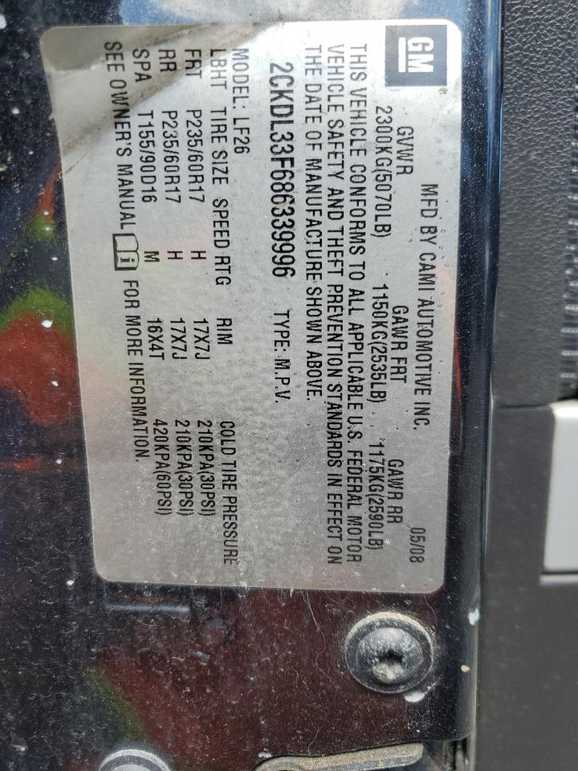 GM
MFD BY CAMI AUTOMOTIVE INC. 05/08
GVWR GAWR FRT GAWR RR
2300KG(5070LB) 1150KG(2535LB) 1175KG(2590LB)
THIS VEHICLE CONFORMS TO ALL APPLICABLE U.S. FEDERAL MOTOR
VEHICLE SAFETY AND THEFT PREVENTION STANDARDS IN EFFECT ON
THE DATE OF MANUFACTURE SHOWN ABOVE.
2CKDL33F686339996 TYPE: M.P.V.
MODEL: LF26
LBHT TIRE SIZE SPEED RTG RIM COLD TIRE PRESSURE
FRT P235/60R17 H 17X7J 210KPA(30PSI)
RR P235/60R17 H 17X7J 210KPA(30PSI)
SPA T155/90D16 M 16X4T 420KPA(60PSI)
SEE OWNER'S MANUAL FOR MORE INFORMATION.